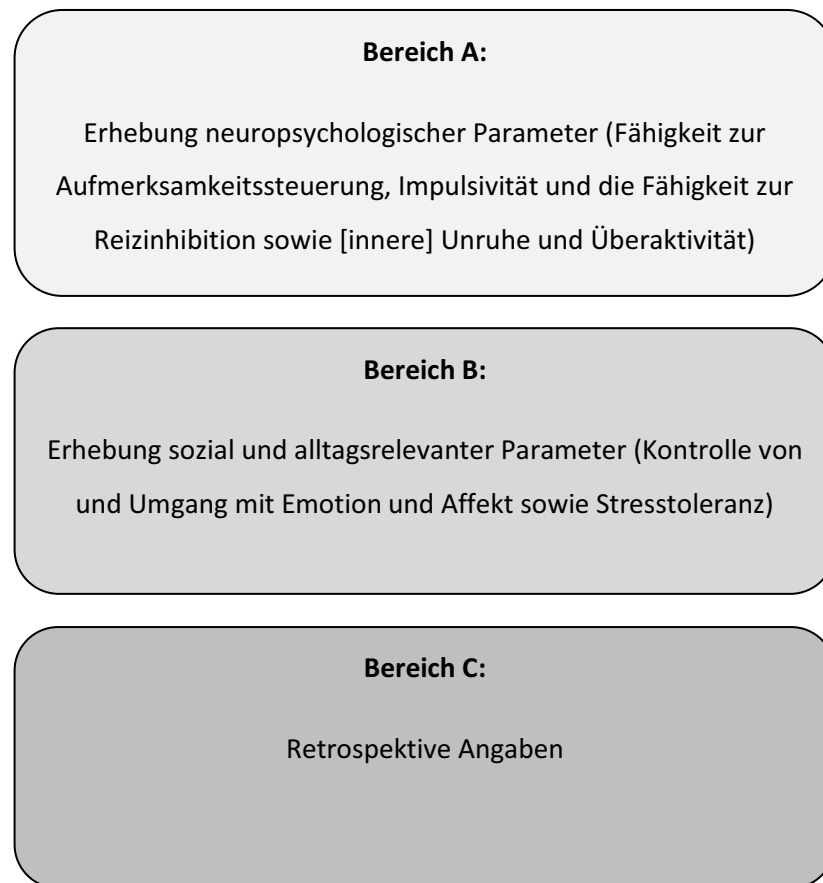 Bereich A:
Erhebung neuropsychologischer Parameter (Fähigkeit zur
Aufmerksamkeitssteuerung, Impulsivität und die Fähigkeit zur
Reizinhibition sowie [innere] Unruhe und Überaktivität)
Bereich B:
Erhebung sozial und alltagsrelevanter Parameter (Kontrolle von
und Umgang mit Emotion und Affekt sowie Stresstoleranz)
Bereich C:
Retrospektive Angaben